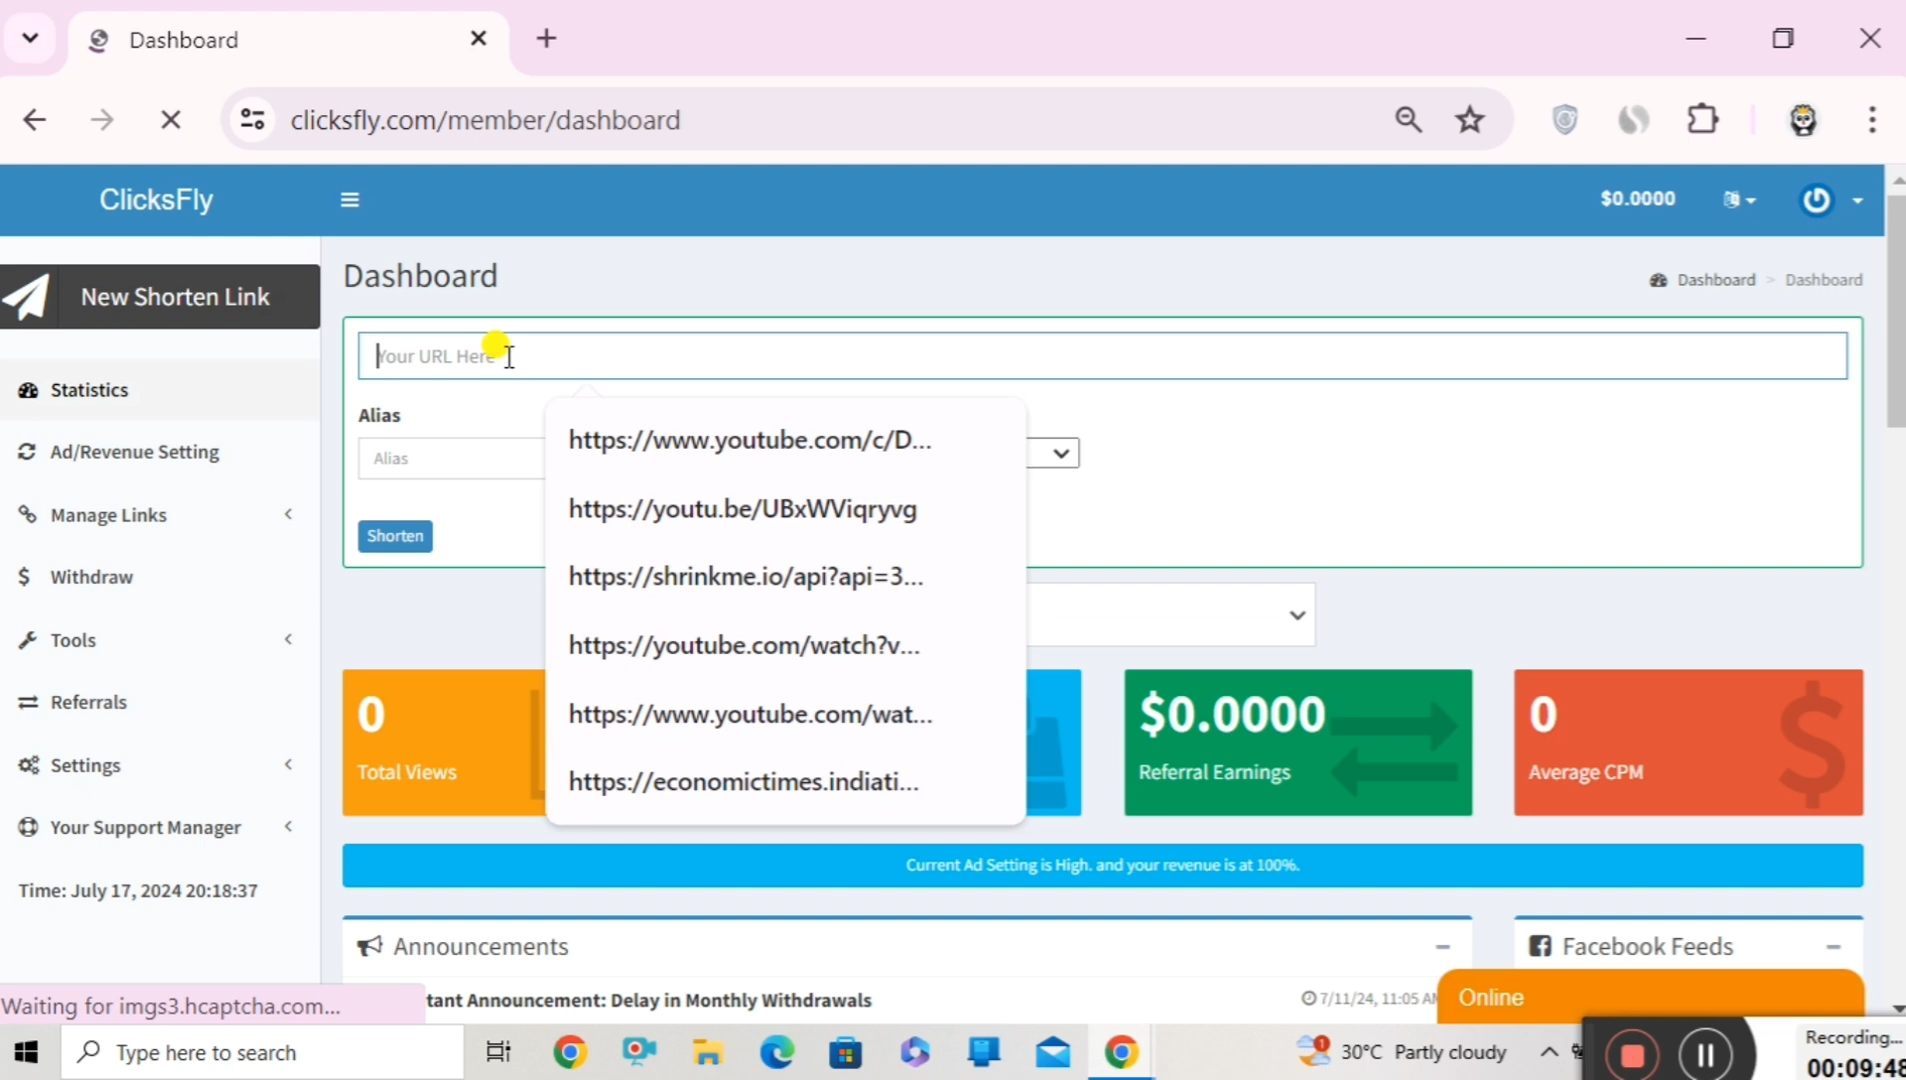 Dashboard
clicksfly.com/member/dashboard
ClicksFly
$0.0000
New Shorten Link
Dashboard
Dashboard > Dashboard
Your URL Here
Statistics
Alias
https://www.youtube.com/c/D...
Ad/Revenue Setting
Alias
https://youtu.be/UBxWViqryvg
Manage Links
Shorten
https://shrinkme.io/api?api=3...
$ Withdraw
https://youtube.com/watch?v...
Tools
https://www.youtube.com/wat...
Referrals
0
$0.0000
0
Settings
Total Views
https://economictimes.indiati...
Referral Earnings
Average CPM
Your Support Manager
Current Ad Setting is High. and your revenue is at 100%.
Time: July 17, 2024 20:18:37
Announcements
Facebook Feeds
Waiting for imgs3.hcaptcha.com...
tant Announcement: Delay in Monthly Withdrawals
7/11/24, 11:05 AM
Online
Type here to search
1
30°C Partly cloudy
Recording...
00:09:48